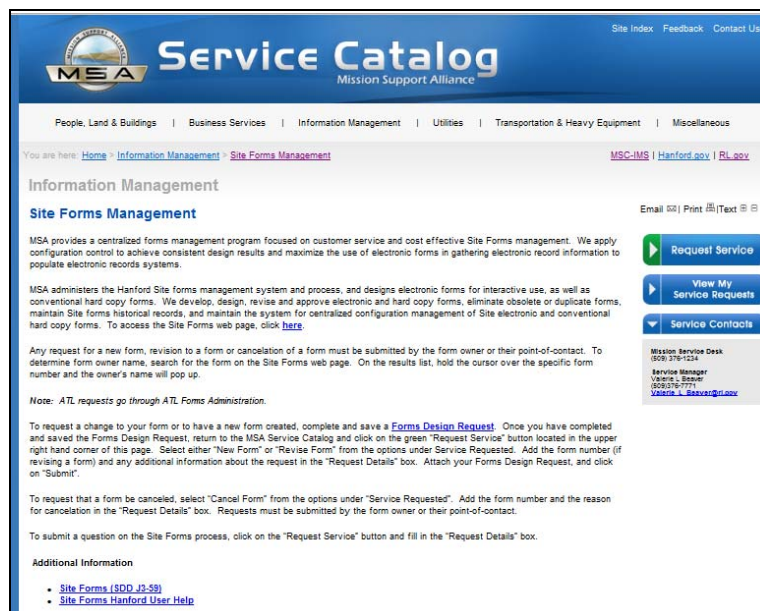 Site Index Feedback Contact Us
MSA
Service Catalog
Mission Support Alliance
People, Land & Buildings | Business Services | Information Management | Utilities | Transportation & Heavy Equipment | Miscellaneous
You are here: Home > Information Management > Site Forms Management
MSC-IMS | Hanford.gov | RL.gov
Information Management
Site Forms Management
Email | Print | Text
MSA provides a centralized forms management program focused on customer service and cost effective Site Forms management. We apply
configuration control to achieve consistent design results and maximize the use of electronic forms in gathering electronic record information to
populate electronic records systems.
MSA administers the Hanford Site forms management system and process, and designs electronic forms for interactive use, as well as
conventional hard copy forms. We develop, design, revise and approve electronic and hard copy forms, eliminate obsolete or duplicate forms,
maintain Site forms historical records, and maintain the system for centralized configuration management of Site electronic and conventional
hard copy forms. To access the Site Forms web page, click here.
Any request for a new form, revision to a form or cancelation of a form must be submitted by the form owner or their point-of-contact. To
determine form owner name, search for the form on the Site Forms web page. On the results list, hold the cursor over the specific form
number and the owner's name will pop up.
Note: ATL requests go through ATL Forms Administration.
To request a change to your form or to have a new form created, complete and save a Forms Design Request. Once you have completed
and saved the Forms Design Request, return to the MSA Service Catalog and click on the green "Request Service" button located in the upper
right hand corner of this page. Select either "New Form" or "Revise Form" from the options under Service Requested. Add the form number (if
revising a form) and any additional information about the request in the "Request Details" box. Attach your Forms Design Request, and click
on "Submit".
To request that a form be canceled, select "Cancel Form" from the options under "Service Requested". Add the form number and the reason
for cancelation in the "Request Details" box. Requests must be submitted by the form owner or their point-of-contact.
To submit a question on the Site Forms process, click on the "Request Service" button and fill in the "Request Details" box.
Additional Information
Site Forms (SDD J3-59)
Site Forms Hanford User Help
Request Service
View My
Service Requests
Service Contacts
Mission Service Desk
(509) 376-1234
Service Manager
Valerie L Beaver
(509)376-7771
Valerie_L_Beaver@rl.gov